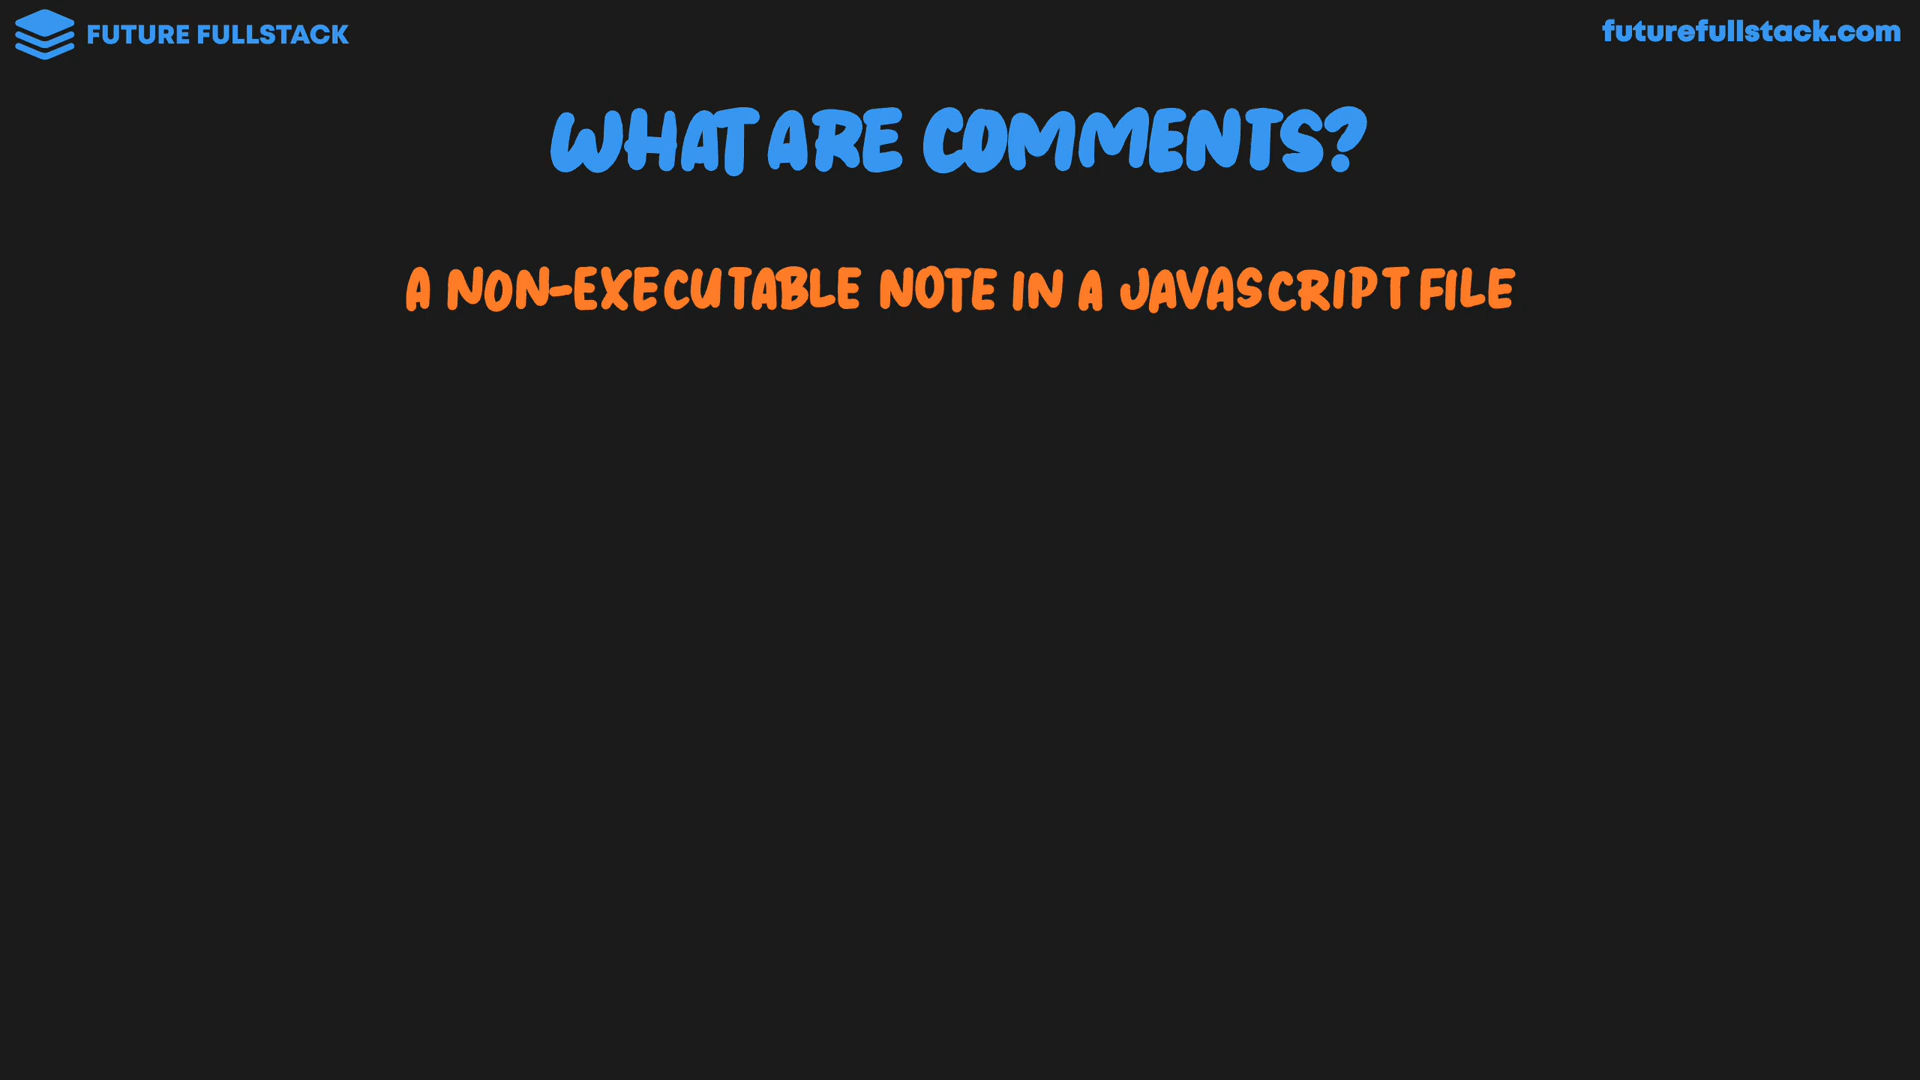 FUTURE FULLSTACK
futurefullstack.com
WHAT ARE COMMENTS?
A NON-EXECUTABLE NOTE IN A JAVASCRIPT FILE